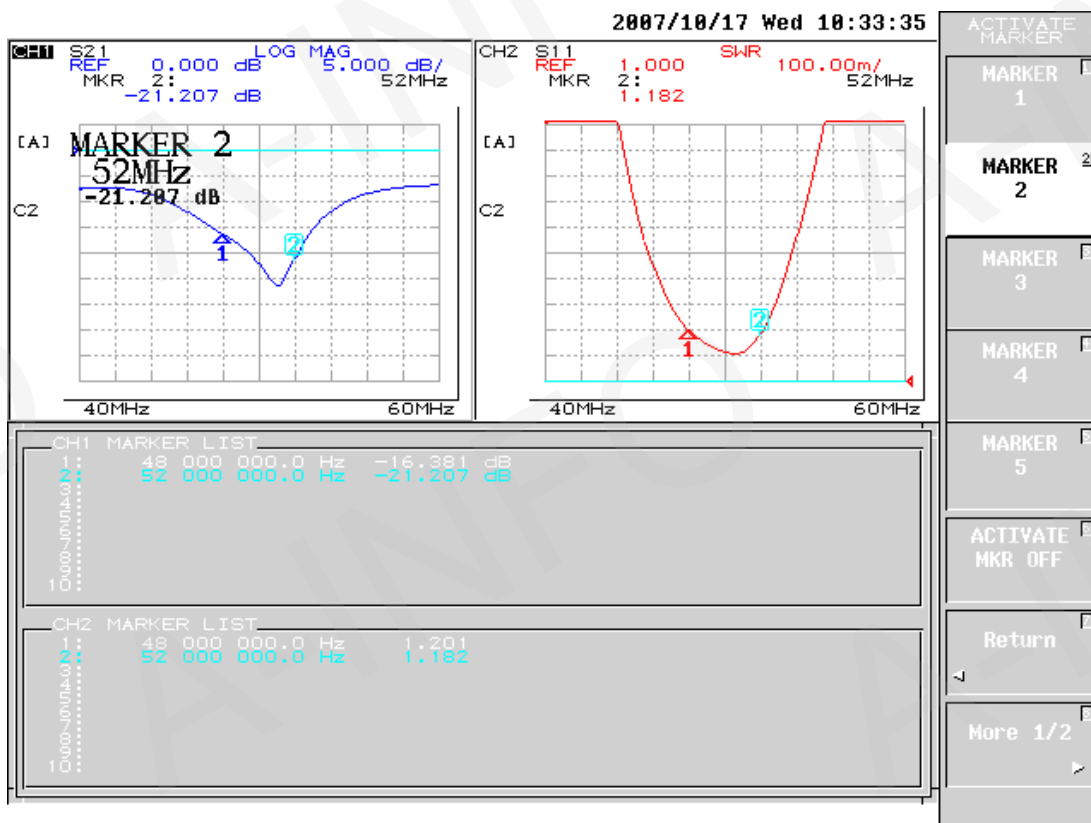 2007/10/17 Wed 10:33:35
CH1 S21 LOG MAG
REF 0.000 dB 5.000 dB/
MKR 2: 52MHz
-21.207 dB
[A] MARKER 2
52MHz
-21.207 dB
C2
1
2
40MHz 60MHz
CH2 S11 SWR
REF 1.000 100.00m/
MKR 2: 52MHz
1.182
[A]
C2
1
2
40MHz 60MHz
CH1 MARKER LIST
1: 48 000 000.0 Hz -16.381 dB
2: 52 000 000.0 Hz -21.207 dB
3:
4:
5:
6:
7:
8:
9:
10:
CH2 MARKER LIST
1: 48 000 000.0 Hz 1.201
2: 52 000 000.0 Hz 1.182
3:
4:
5:
6:
7:
8:
9:
10:
ACTIVATE
MARKER
MARKER
1
MARKER
2
MARKER
3
MARKER
4
MARKER
5
ACTIVATE
MKR OFF
Return
More 1/2
A-INFO